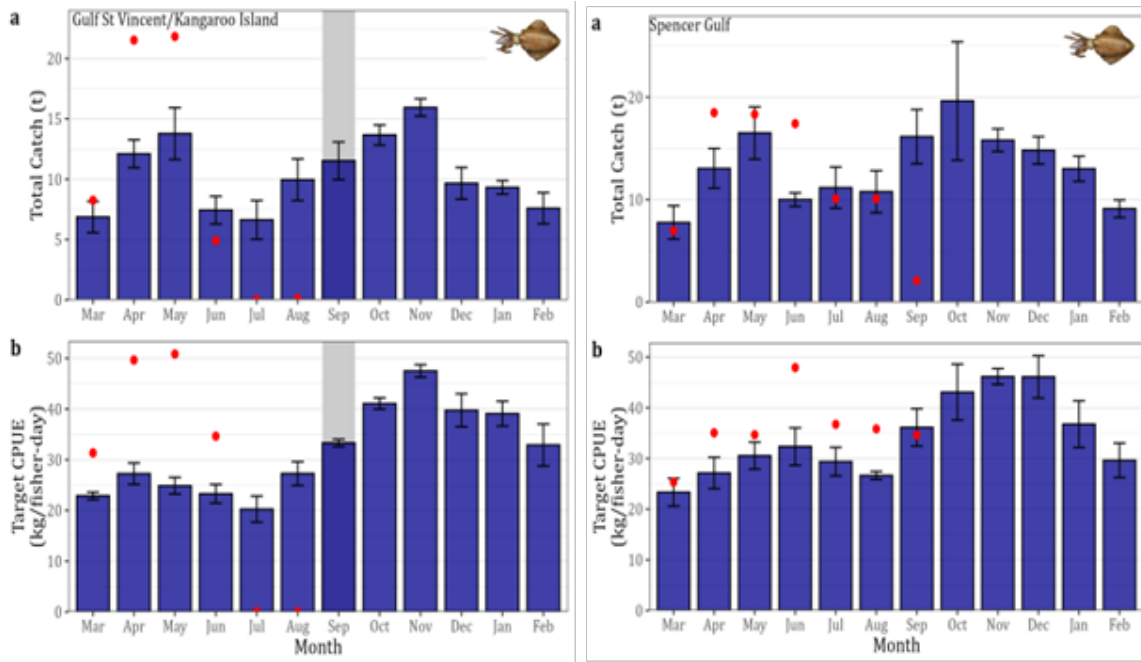 a
Gulf St Vincent/Kangaroo Island
Total Catch (t)
20
15
10
5
0
Mar Apr May Jun Jul Aug Sep Oct Nov Dec Jan Feb
b
Target CPUE
(kg/fisher-day)
50
40
30
20
10
0
Mar Apr May Jun Jul Aug Sep Oct Nov Dec Jan Feb
Month
a
Spencer Gulf
Total Catch (t)
20
10
0
Mar Apr May Jun Jul Aug Sep Oct Nov Dec Jan Feb
b
Target CPUE
(kg/fisher-day)
50
40
30
20
10
0
Mar Apr May Jun Jul Aug Sep Oct Nov Dec Jan Feb
Month